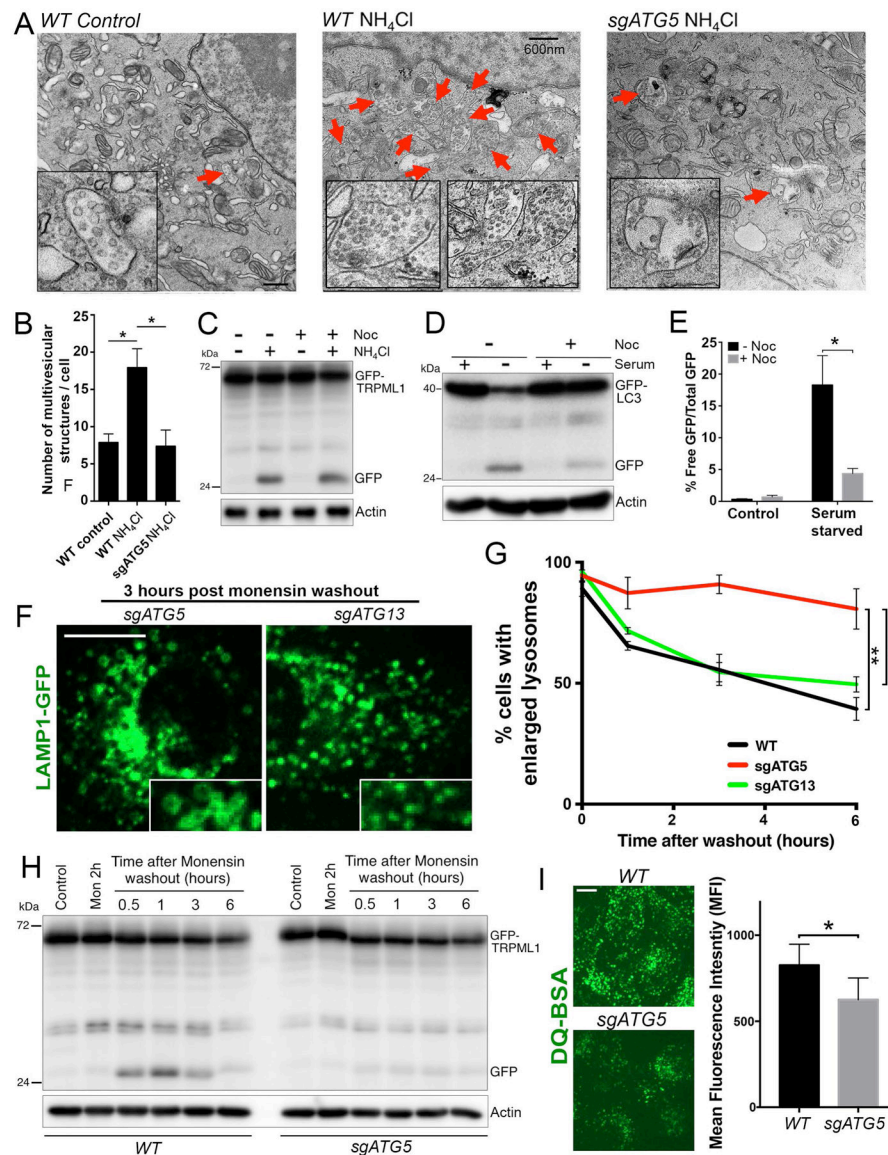 A
WT Control
WT NH₄Cl
sgATG5 NH₄Cl
600nm
B
Number of multivesicular
structures / cell
F
25
20
15
10
5
0
*
*
WT control
WT NH₄Cl
sgATG5 NH₄Cl
C
- - + + Noc
- + - + NH₄Cl
kDa
72
GFP-
TRPML1
GFP
24
Actin
D
- + Noc
+ - + - Serum
kDa
40
GFP-
LC3
GFP
24
Actin
E
- Noc
+ Noc
*
% Free GFP/Total GFP
25
20
15
10
5
0
Control
Serum
starved
F
3 hours post monensin washout
sgATG5
sgATG13
LAMP1-GFP
G
% cells with
enlarged lysosomes
100
50
0
0 2 4 6
Time after washout (hours)
WT
sgATG5
sgATG13
**
H
Control
Mon 2h
Time after Monensin
washout (hours)
0.5 1 3 6
Control
Mon 2h
Time after Monensin
washout (hours)
0.5 1 3 6
kDa
72
GFP-
TRPML1
GFP
24
Actin
WT
sgATG5
I
WT
sgATG5
DQ-BSA
Mean Fluorescence Intesntiy (MFI)
1000
500
0
*
WT
sgATG5